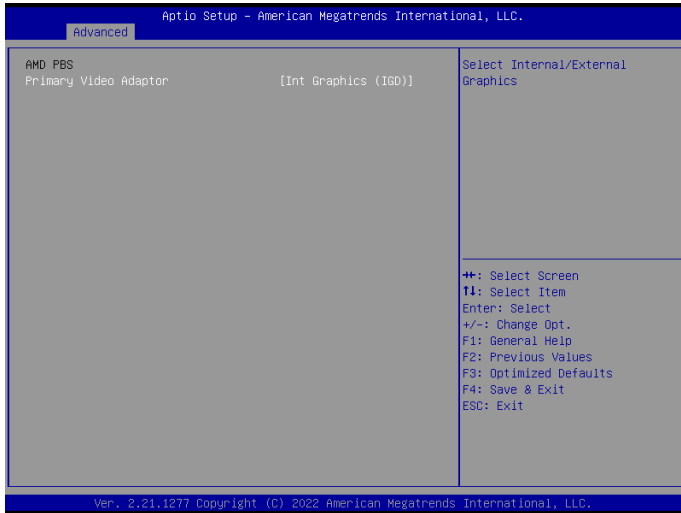 Aptio Setup – American Megatrends International, LLC.
Advanced
AMD PBS
Primary Video Adaptor [Int Graphics (IGD)]
Select Internal/External
Graphics
→←: Select Screen
↑↓: Select Item
Enter: Select
+/-: Change Opt.
F1: General Help
F2: Previous Values
F3: Optimized Defaults
F4: Save & Exit
ESC: Exit
Ver. 2.21.1277 Copyright (C) 2022 American Megatrends International, LLC.